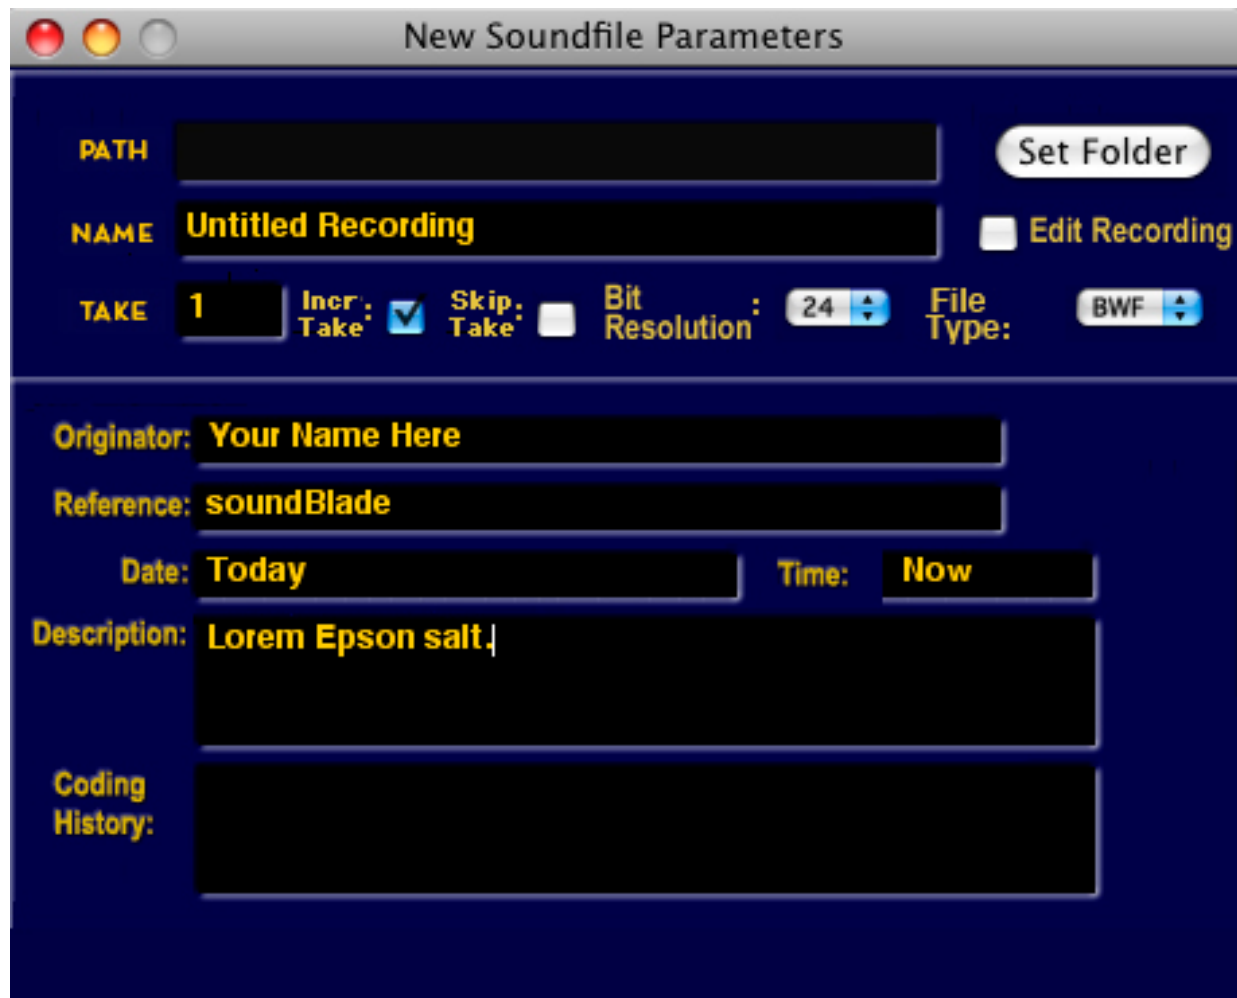 New Soundfile Parameters
PATH
Set Folder
NAME Untitled Recording
Edit Recording
TAKE 1
Incr Take:
Skip Take:
Bit Resolution: 24
File Type: BWF
Originator: Your Name Here
Reference: soundBlade
Date: Today
Time: Now
Description: Lorem Epson salt.
Coding
History: